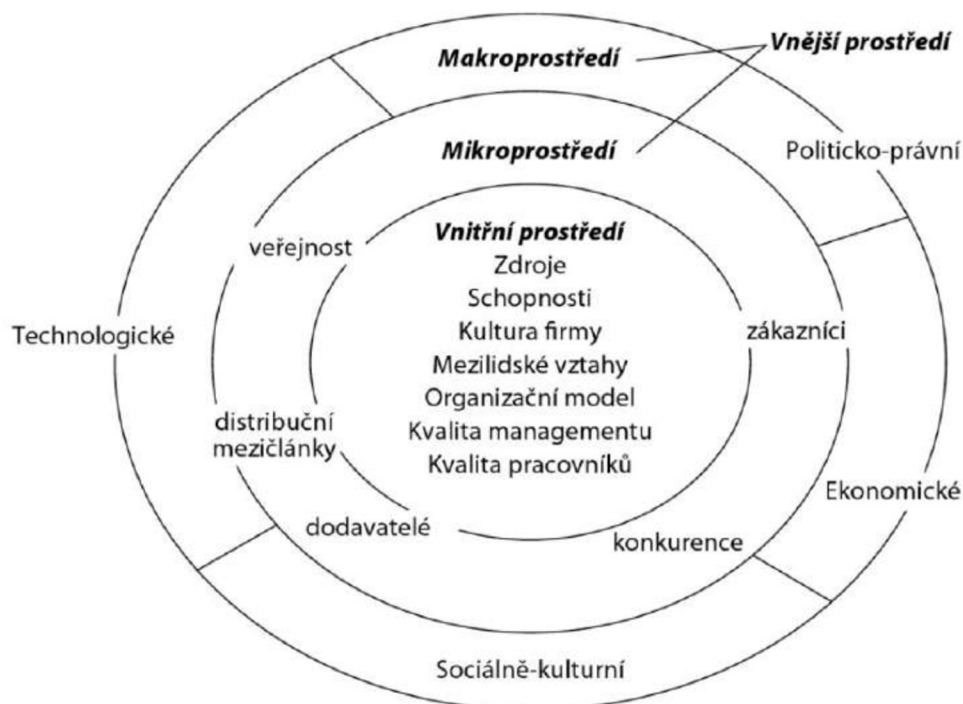 Makroprostředí
Vnější prostředí
Mikroprostředí
Politicko-právní
Vnitřní prostředí
veřejnost
Zdroje
Schopnosti
Technologické
Kultura firmy
zákazníci
Mezilidské vztahy
Organizační model
distribuční
mezičlánky
Kvalita managementu
Kvalita pracovníků
Ekonomické
dodavatelé
konkurence
Sociálně-kulturní